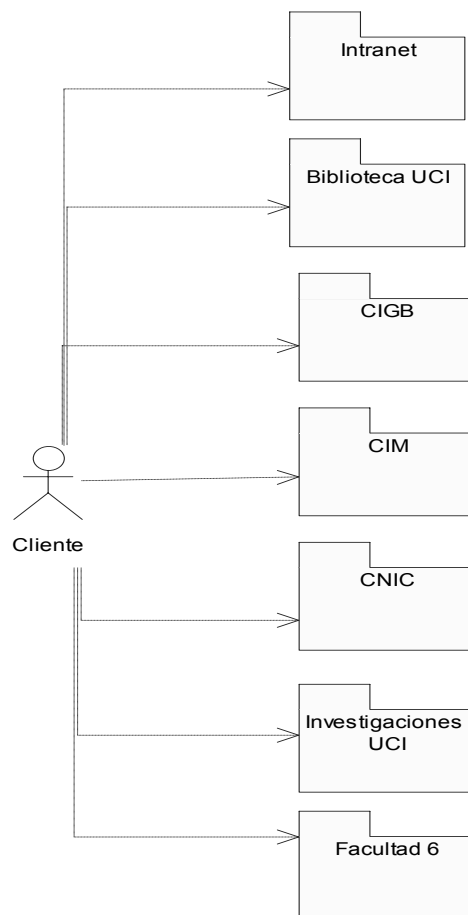 Intranet
Biblioteca UCI
CIGB
CIM
Cliente
CNIC
Investigaciones
UCI
Facultad 6